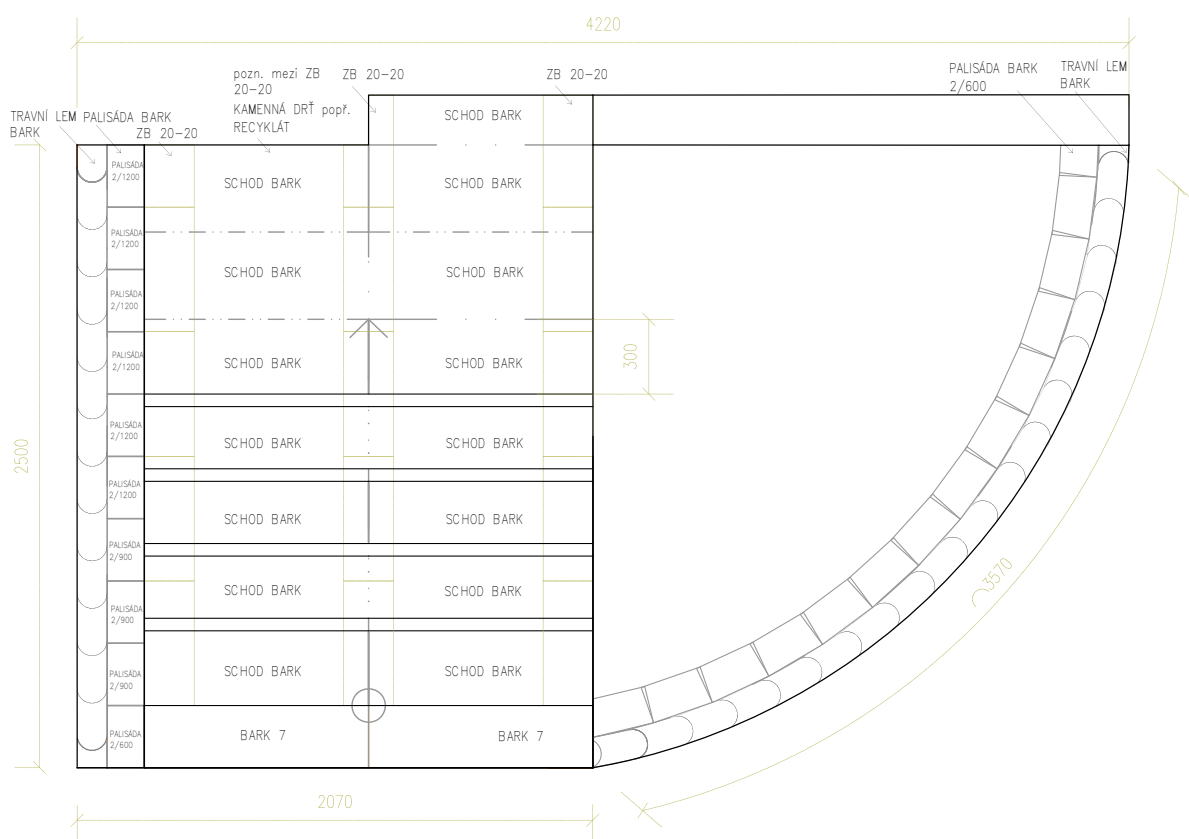 4220
pozn. mezi ZB
20-20
ZB 20-20
ZB 20-20
PALISÁDA BARK
2/600
TRAVNÍ LEM
BARK
KAMENNÁ DRŤ popř.
RECYKLÁT
TRAVNÍ LEM
BARK
PALISÁDA BARK
ZB 20-20
SCHOD BARK
PALISÁDA
2/1200
SCHOD BARK
SCHOD BARK
PALISÁDA
2/1200
SCHOD BARK
SCHOD BARK
PALISÁDA
2/1200
PALISÁDA
2/1200
SCHOD BARK
SCHOD BARK
300
PALISÁDA
2/1200
SCHOD BARK
SCHOD BARK
2500
PALISÁDA
2/1200
SCHOD BARK
SCHOD BARK
PALISÁDA
2/900
SCHOD BARK
SCHOD BARK
3570
PALISÁDA
2/900
PALISÁDA
2/900
SCHOD BARK
SCHOD BARK
PALISÁDA
2/600
BARK 7
BARK 7
2070